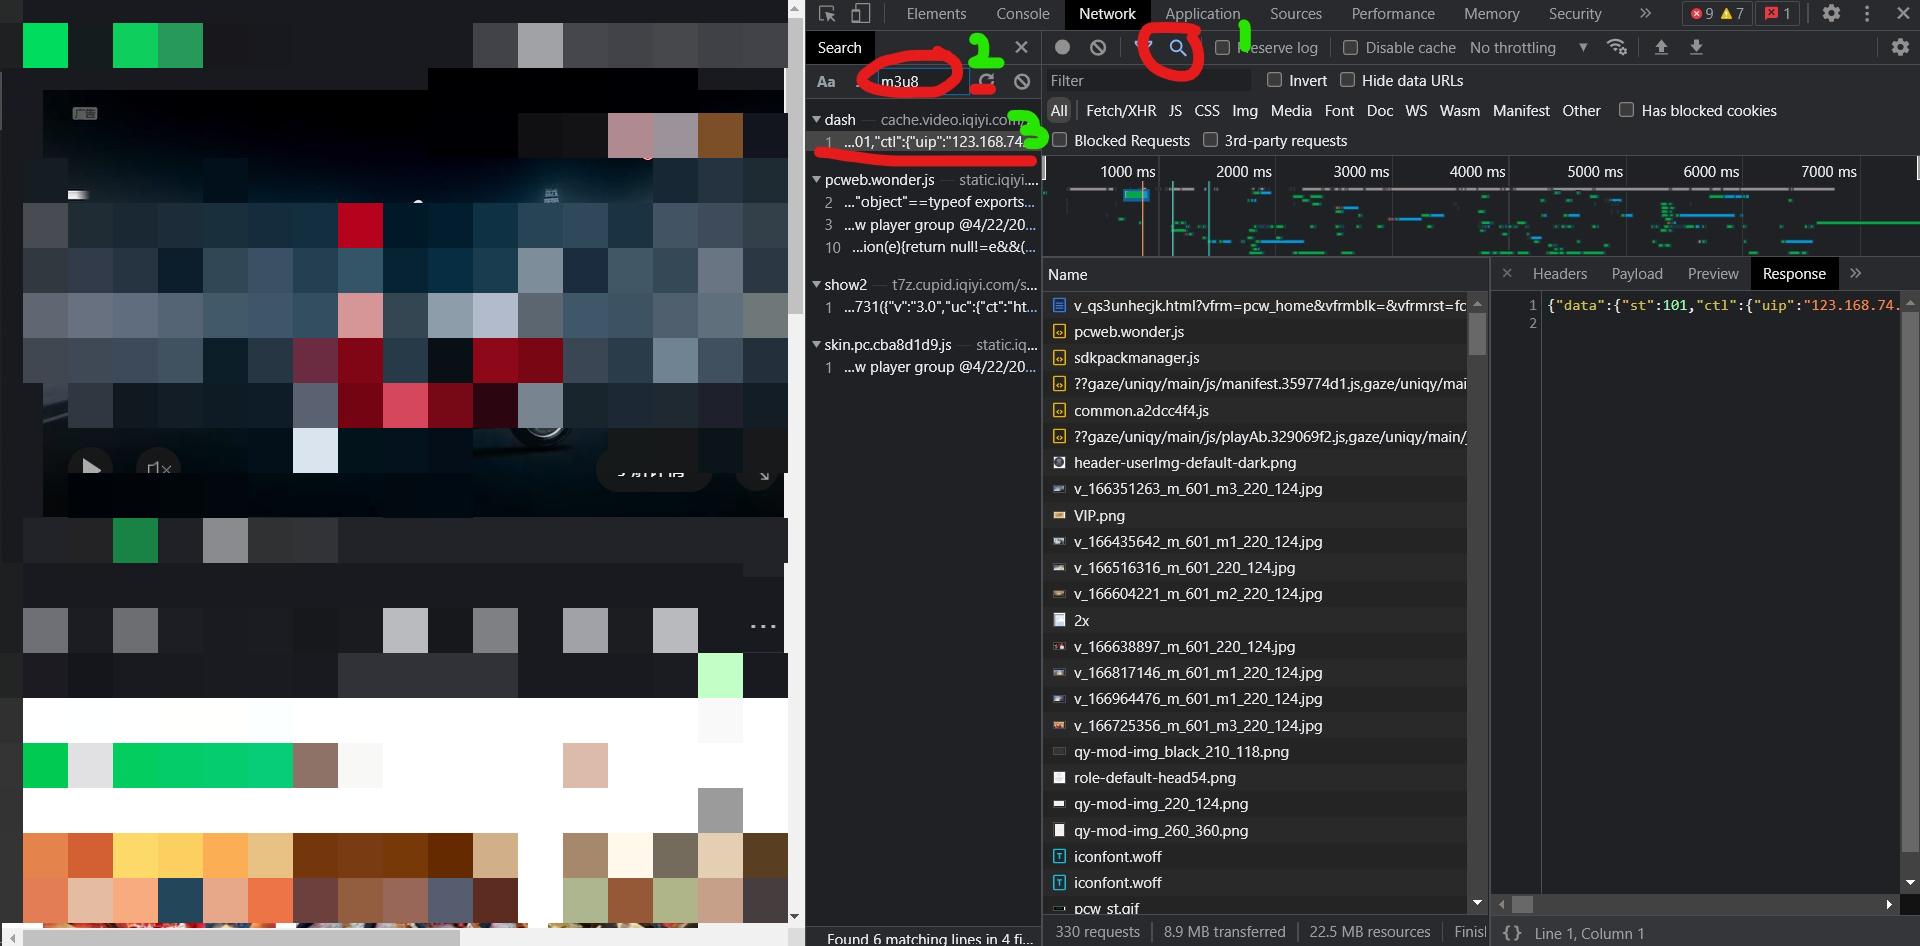 广告
Elements Console Network Application Sources Performance Memory Security » 9 7 1
Search
1 Preserve log Disable cache No throttling
2
Aa m3u8
Filter Invert Hide data URLs
All Fetch/XHR JS CSS Img Media Font Doc WS Wasm Manifest Other Has blocked cookies
Blocked Requests 3rd-party requests
dash — cache.video.iqiyi.com/
3
1 ...01,"ctl":{"uip":"123.168.74.
pcweb.wonder.js — static.iqiyi....
2 ..."object"==typeof exports...
3 ...w player group @4/22/20...
10 ...ion(e){return null!=e&&(...
show2 — t7z.cupid.iqiyi.com/s...
1 ...731({"v":"3.0","uc":{"ct":"ht...
skin.pc.cba8d1d9.js — static.iq...
1 ...w player group @4/22/20...
Found 6 matching lines in 4 fi...
1000 ms 2000 ms 3000 ms 4000 ms 5000 ms 6000 ms 7000 ms
Name
v_qs3unhecjk.html?vfrm=pcw_home&vfrmblk=&vfrmrst=fc
pcweb.wonder.js
sdkpackmanager.js
??gaze/uniqy/main/js/manifest.359774d1.js,gaze/uniqy/mai
common.a2dcc4f4.js
??gaze/uniqy/main/js/playAb.329069f2.js,gaze/uniqy/main/j
header-userImg-default-dark.png
v_166351263_m_601_m3_220_124.jpg
VIP.png
v_166435642_m_601_m1_220_124.jpg
v_166516316_m_601_220_124.jpg
v_166604221_m_601_m2_220_124.jpg
2x
v_166638897_m_601_220_124.jpg
v_166817146_m_601_m1_220_124.jpg
v_166964476_m_601_m1_220_124.jpg
v_166725356_m_601_m3_220_124.jpg
qy-mod-img_black_210_118.png
role-default-head54.png
qy-mod-img_220_124.png
qy-mod-img_260_360.png
iconfont.woff
iconfont.woff
pcw_st.gif
330 requests 8.9 MB transferred 22.5 MB resources Finisl
Headers Payload Preview Response »
1 {"data":{"st":101,"ctl":{"uip":"123.168.74.
2
{} Line 1, Column 1